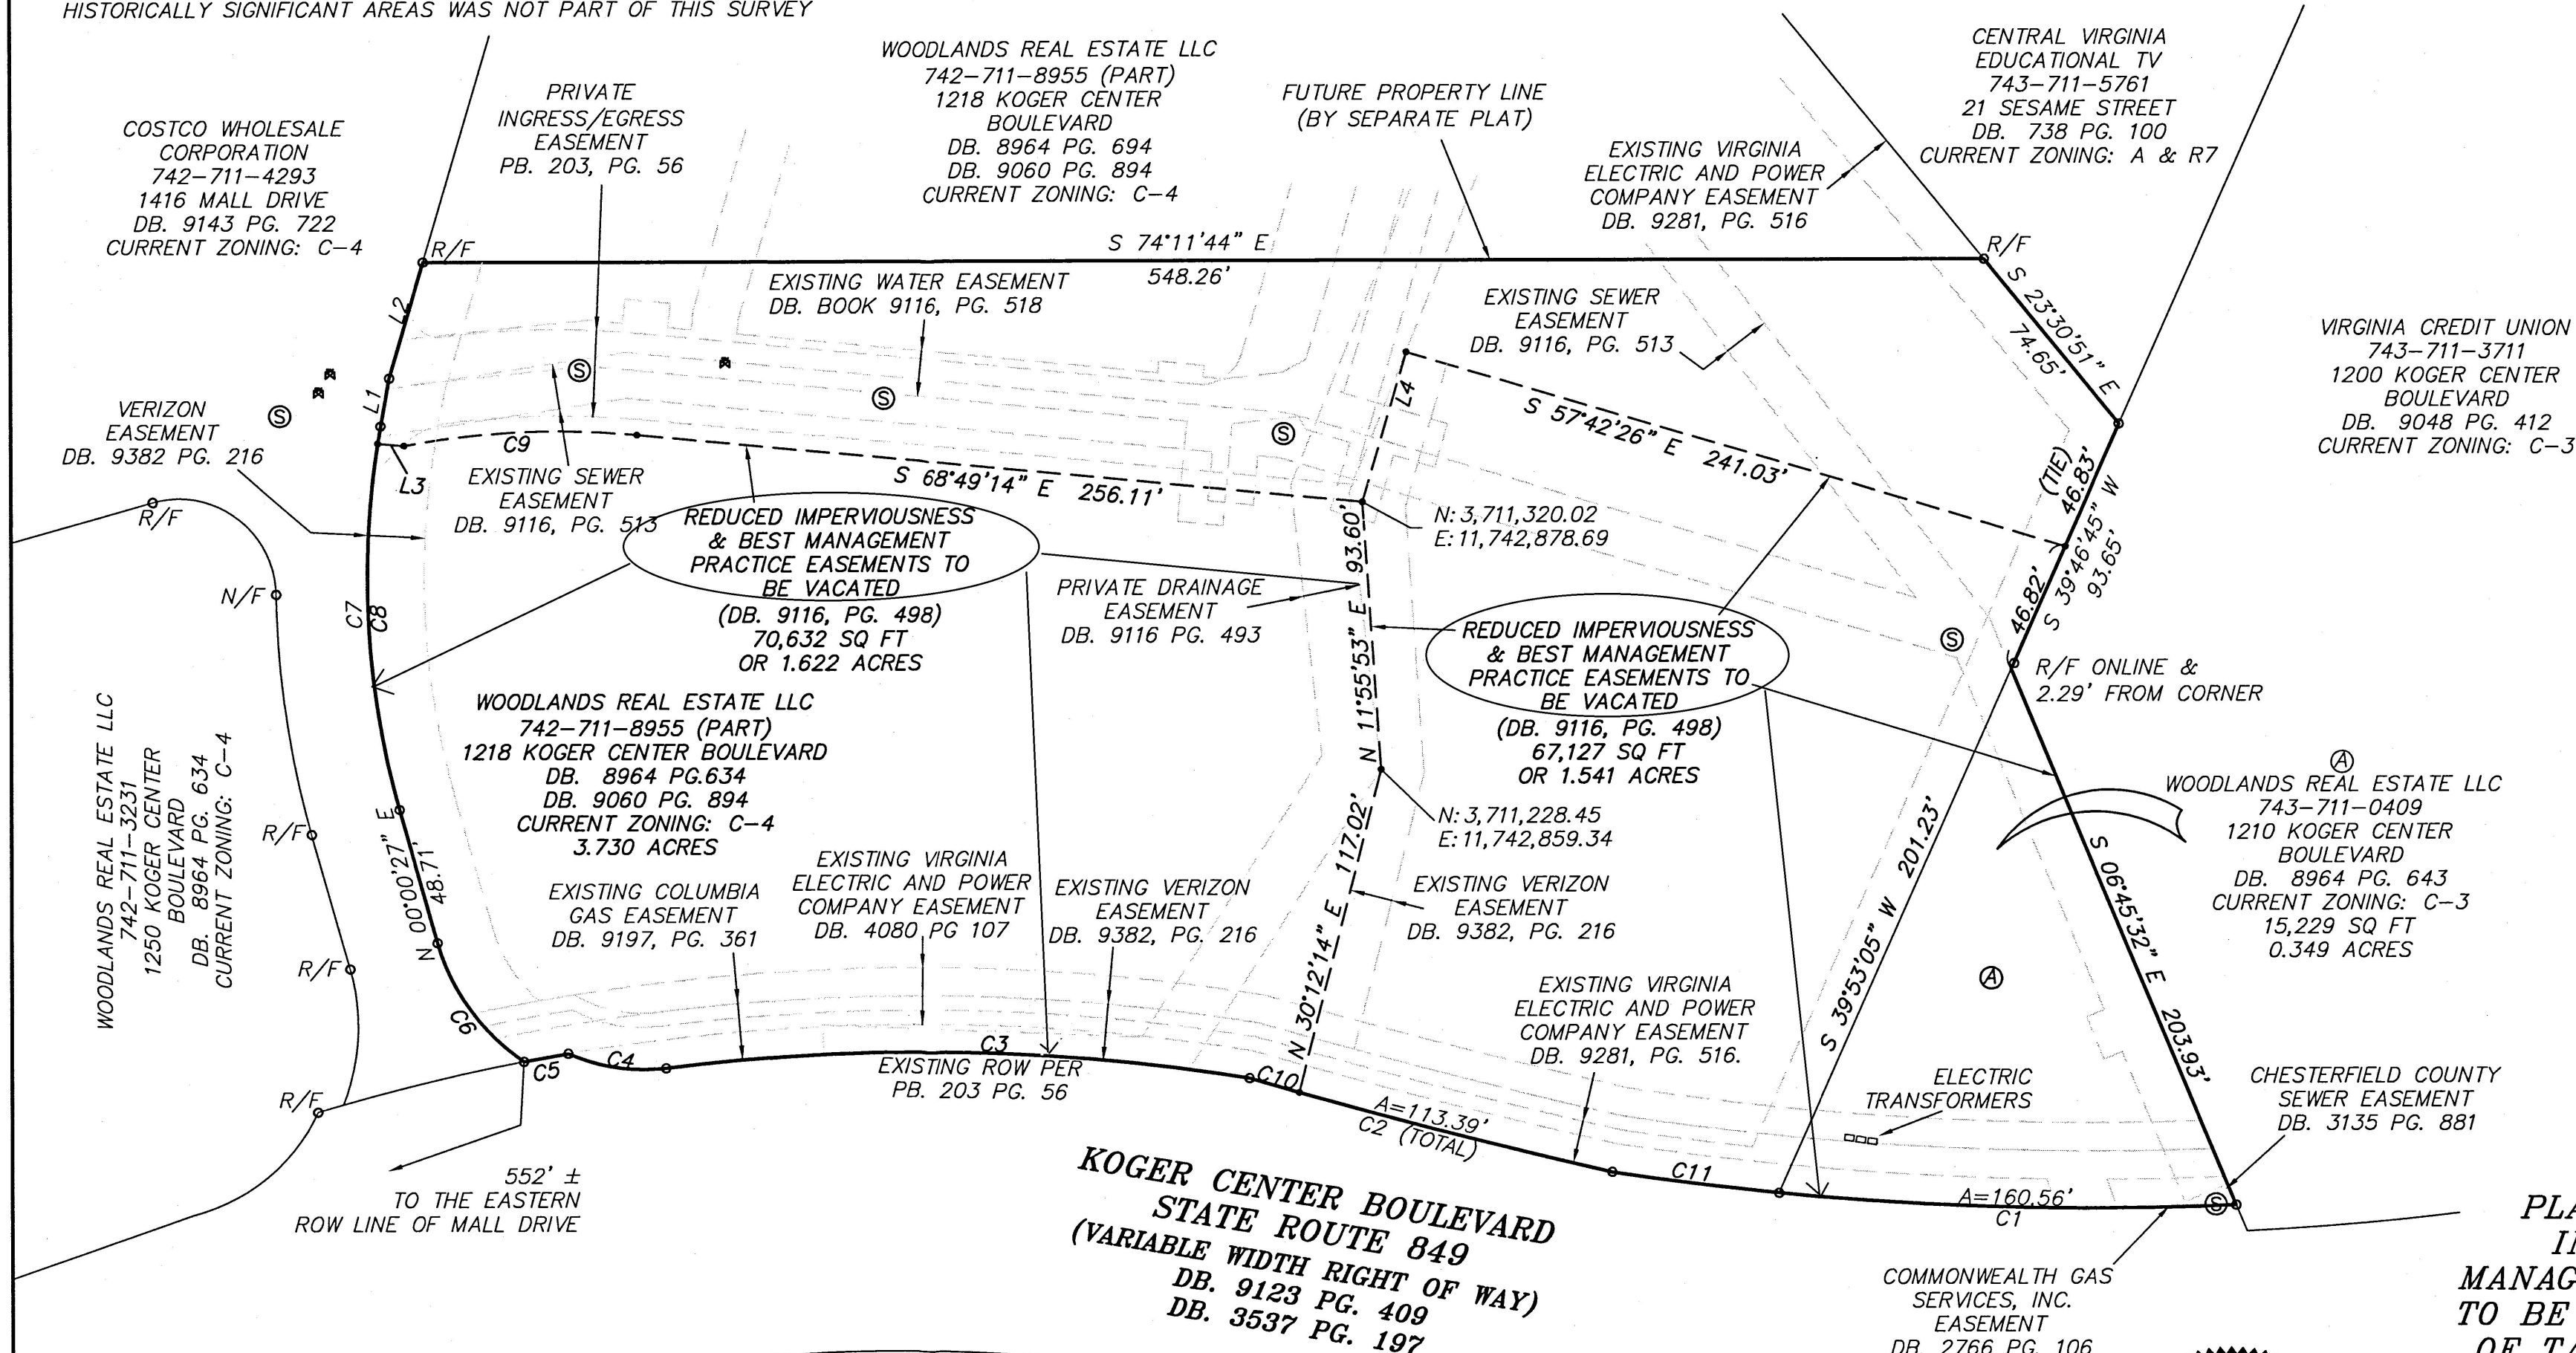 HISTORICALLY SIGNIFICANT AREAS WAS NOT PART OF THIS SURVEY
COSTCO WHOLESALE
CORPORATION
742-711-4293
1416 MALL DRIVE
DB. 9143 PG. 722
CURRENT ZONING: C-4
PRIVATE
INGRESS/EGRESS
EASEMENT
PB. 203, PG. 56
WOODLANDS REAL ESTATE LLC
742-711-8955 (PART)
1218 KOGER CENTER
BOULEVARD
DB. 8964 PG. 694
DB. 9060 PG. 894
CURRENT ZONING: C-4
FUTURE PROPERTY LINE
(BY SEPARATE PLAT)
EXISTING VIRGINIA
ELECTRIC AND POWER
COMPANY EASEMENT
DB. 9281, PG. 516
CENTRAL VIRGINIA
EDUCATIONAL TV
743-711-5761
21 SESAME STREET
DB. 738 PG. 100
CURRENT ZONING: A & R7
R/F
S 74°11'44" E
548.26'
R/F
S 23°30'51" E
74.65'
L2
L1
EXISTING WATER EASEMENT
DB. BOOK 9116, PG. 518
EXISTING SEWER
EASEMENT
DB. 9116, PG. 513
VIRGINIA CREDIT UNION
743-711-3711
1200 KOGER CENTER
BOULEVARD
DB. 9048 PG. 412
CURRENT ZONING: C-3
S
S
S
S
S
S
VERIZON
EASEMENT
DB. 9382 PG. 216
L3
C9
EXISTING SEWER
EASEMENT
DB. 9116, PG. 513
S 68°49'14" E 256.11'
L4
S 57°42'26" E 241.03'
(TIE)
46.83'
46.82'
S 39°46'45" W
93.65'
N: 3,711,320.02
E: 11,742,878.69
R/F
N/F
R/F
R/F
R/F
C7
C8
REDUCED IMPERVIOUSNESS
& BEST MANAGEMENT
PRACTICE EASEMENTS TO
BE VACATED
(DB. 9116, PG. 498)
70,632 SQ FT
OR 1.622 ACRES
PRIVATE DRAINAGE
EASEMENT
DB. 9116 PG. 493
N 11°55'53" E 93.60'
REDUCED IMPERVIOUSNESS
& BEST MANAGEMENT
PRACTICE EASEMENTS TO
BE VACATED
(DB. 9116, PG. 498)
67,127 SQ FT
OR 1.541 ACRES
R/F ONLINE &
2.29' FROM CORNER
WOODLANDS REAL ESTATE LLC
742-711-3231
1250 KOGER CENTER
BOULEVARD
DB. 8964 PG. 634
CURRENT ZONING: C-4
WOODLANDS REAL ESTATE LLC
742-711-8955 (PART)
1218 KOGER CENTER BOULEVARD
DB. 8964 PG.634
DB. 9060 PG. 894
CURRENT ZONING: C-4
3.730 ACRES
N: 3,711,228.45
E: 11,742,859.34
A
WOODLANDS REAL ESTATE LLC
743-711-0409
1210 KOGER CENTER
BOULEVARD
DB. 8964 PG. 643
CURRENT ZONING: C-3
15,229 SQ FT
0.349 ACRES
N 00°00'27" E
48.71'
EXISTING COLUMBIA
GAS EASEMENT
DB. 9197, PG. 361
EXISTING VIRGINIA
ELECTRIC AND POWER
COMPANY EASEMENT
DB. 4080 PG 107
EXISTING VERIZON
EASEMENT
DB. 9382, PG. 216
N 30°12'14" E 117.02'
EXISTING VERIZON
EASEMENT
DB. 9382, PG. 216
S 39°53'05" W 201.23'
S 06°45'32" E 203.93'
A
EXISTING VIRGINIA
ELECTRIC AND POWER
COMPANY EASEMENT
DB. 9281, PG. 516.
C6
C5
C4
C3
EXISTING ROW PER
PB. 203 PG. 56
C10
A=113.39'
C2 (TOTAL)
C11
A=160.56'
C1
S
ELECTRIC
TRANSFORMERS
CHESTERFIELD COUNTY
SEWER EASEMENT
DB. 3135 PG. 881
552' ±
TO THE EASTERN
ROW LINE OF MALL DRIVE
KOGER CENTER BOULEVARD
STATE ROUTE 849
(VARIABLE WIDTH RIGHT OF WAY)
DB. 9123 PG. 409
DB. 3537 PG. 197
COMMONWEALTH GAS
SERVICES, INC.
EASEMENT
DB. 2766 PG. 106
MANAG
TO BE